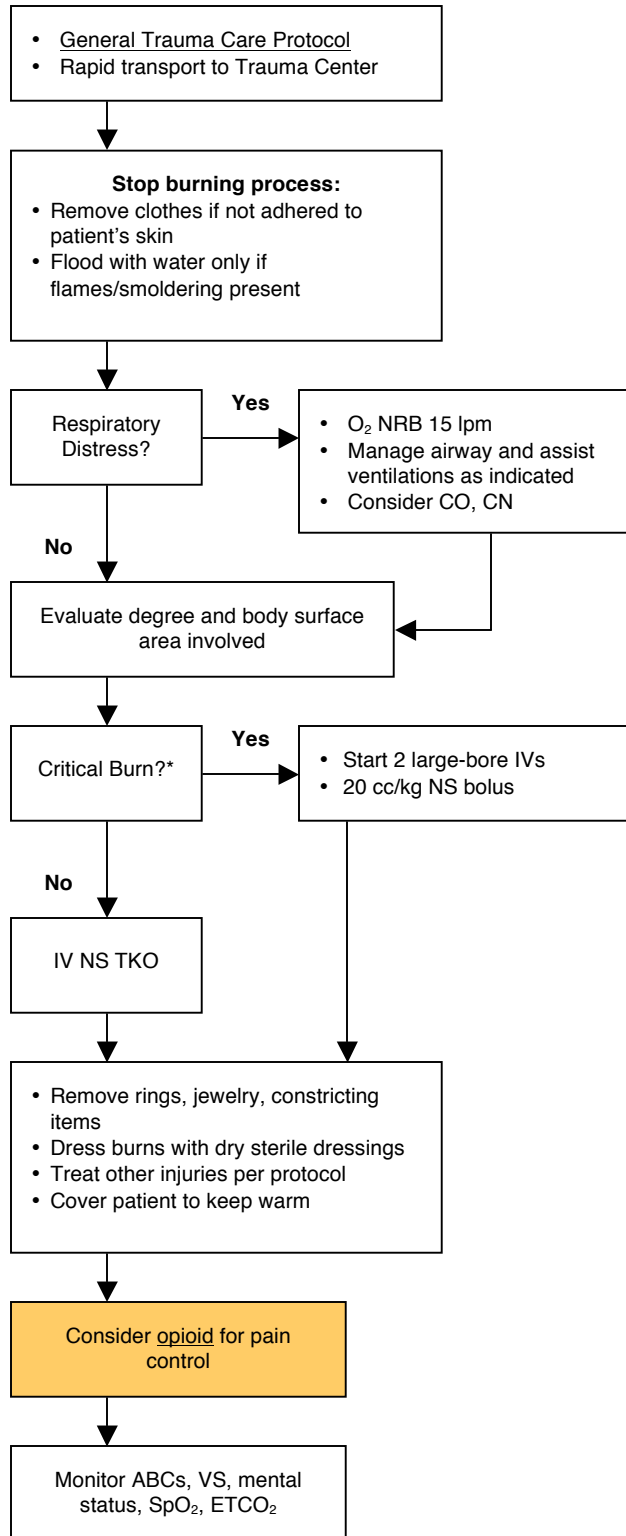 • General Trauma Care Protocol
• Rapid transport to Trauma Center
Stop burning process:
• Remove clothes if not adhered to
patient's skin
• Flood with water only if
flames/smoldering present
Respiratory
Distress?
Yes
• O₂ NRB 15 lpm
• Manage airway and assist
ventilations as indicated
• Consider CO, CN
No
Evaluate degree and body surface
area involved
Critical Burn?*
Yes
• Start 2 large-bore IVs
• 20 cc/kg NS bolus
No
IV NS TKO
• Remove rings, jewelry, constricting
items
• Dress burns with dry sterile dressings
• Treat other injuries per protocol
• Cover patient to keep warm
Consider opioid for pain
control
Monitor ABCs, VS, mental
status, SpO₂, ETCO₂